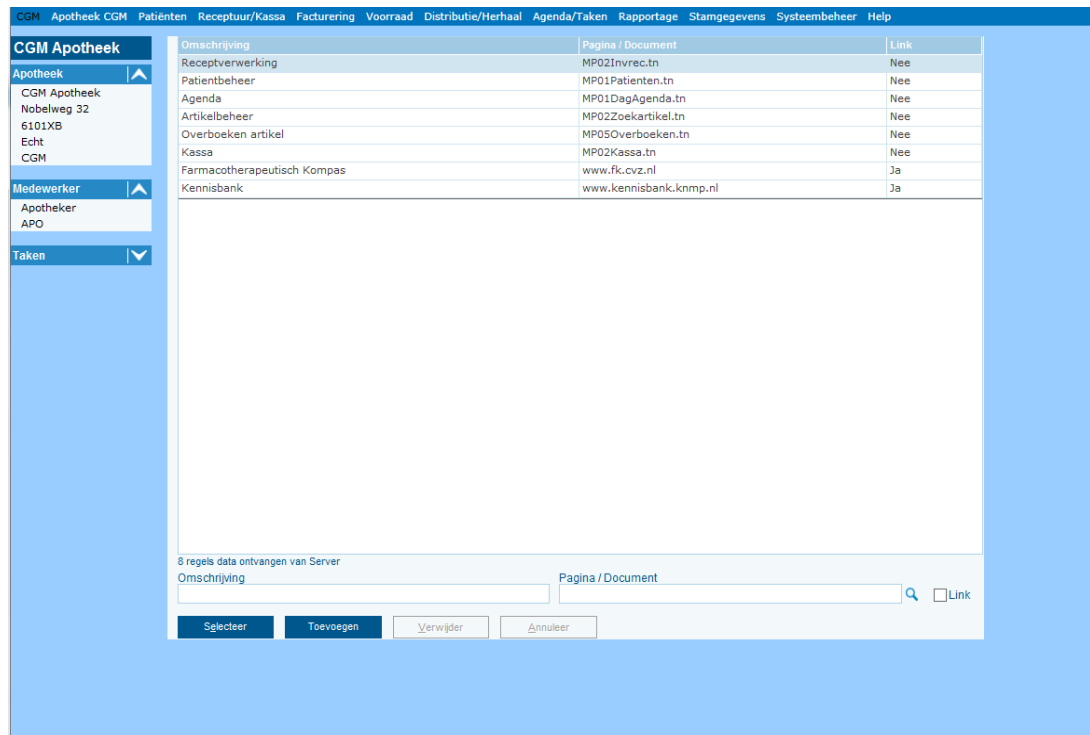 CGM Apotheek CGM Patiënten Receptuur/Kassa Facturering Voorraad Distributie/Herhaal Agenda/Taken Rapportage Stamgegevens Systeembeheer Help
CGM Apotheek
Apotheek
CGM Apotheek
Nobelweg 32
6101XB
Echt
CGM
Medewerker
Apotheker
APO
Taken
Omschrijving Pagina / Document Link
Receptverwerking MP02Invrec.tn Nee
Patientbeheer MP01Patienten.tn Nee
Agenda MP01DagAgenda.tn Nee
Artikelbeheer MP02Zoekartikel.tn Nee
Overboeken artikel MP05Overboeken.tn Nee
Kassa MP02Kassa.tn Nee
Farmacotherapeutisch Kompas www.fk.cvz.nl Ja
Kennisbank www.kennisbank.knmp.nl Ja
8 regels data ontvangen van Server
Omschrijving Pagina / Document
Link
Selecteer Toevoegen Verwijder Annuleer